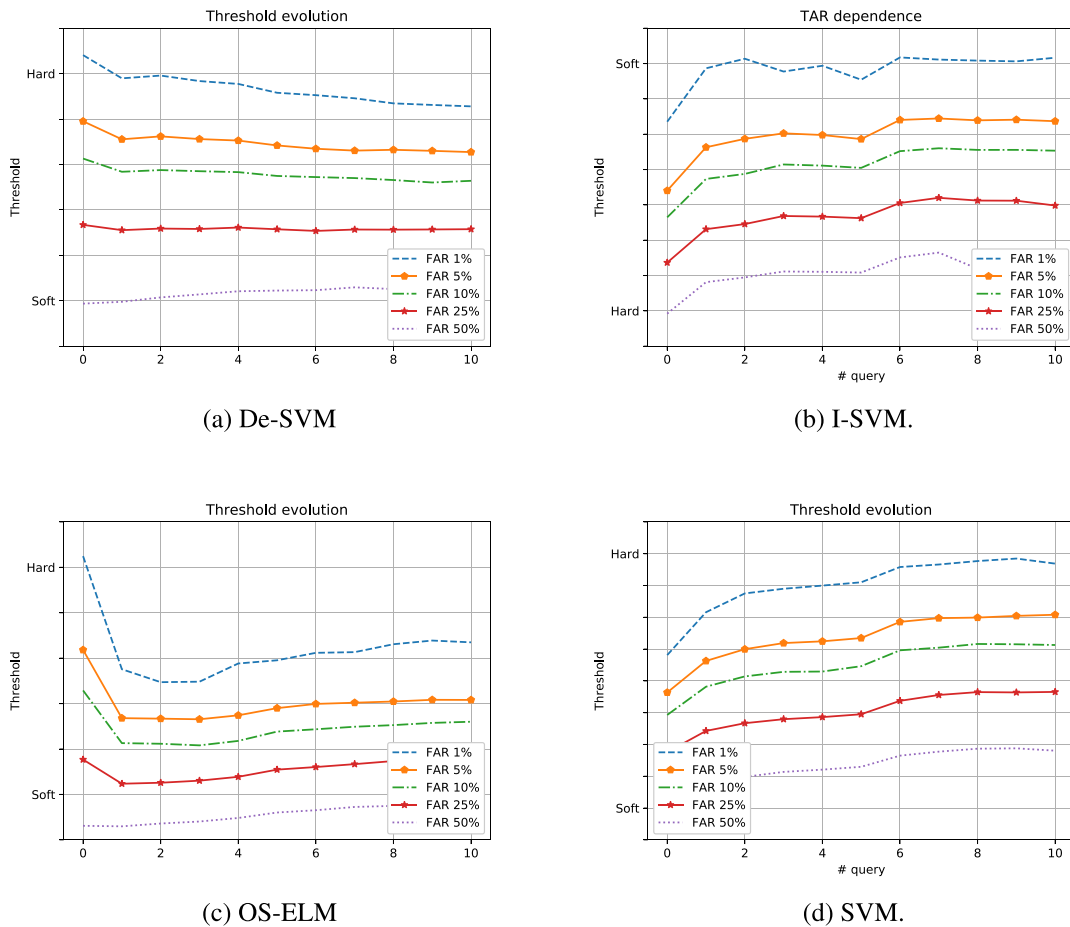 Threshold evolution
Hard
Soft
Threshold
FAR 1%
FAR 5%
FAR 10%
FAR 25%
FAR 50%
0 2 4 6 8 10
(a) De-SVM
TAR dependence
Soft
Hard
Threshold
FAR 1%
FAR 5%
FAR 10%
FAR 25%
FAR 50%
0 2 4 6 8 10
# query
(b) I-SVM.
Threshold evolution
Hard
Soft
Threshold
FAR 1%
FAR 5%
FAR 10%
FAR 25%
FAR 50%
0 2 4 6 8 10
(c) OS-ELM
Threshold evolution
Hard
Soft
Threshold
FAR 1%
FAR 5%
FAR 10%
FAR 25%
FAR 50%
0 2 4 6 8 10
# query
(d) SVM.